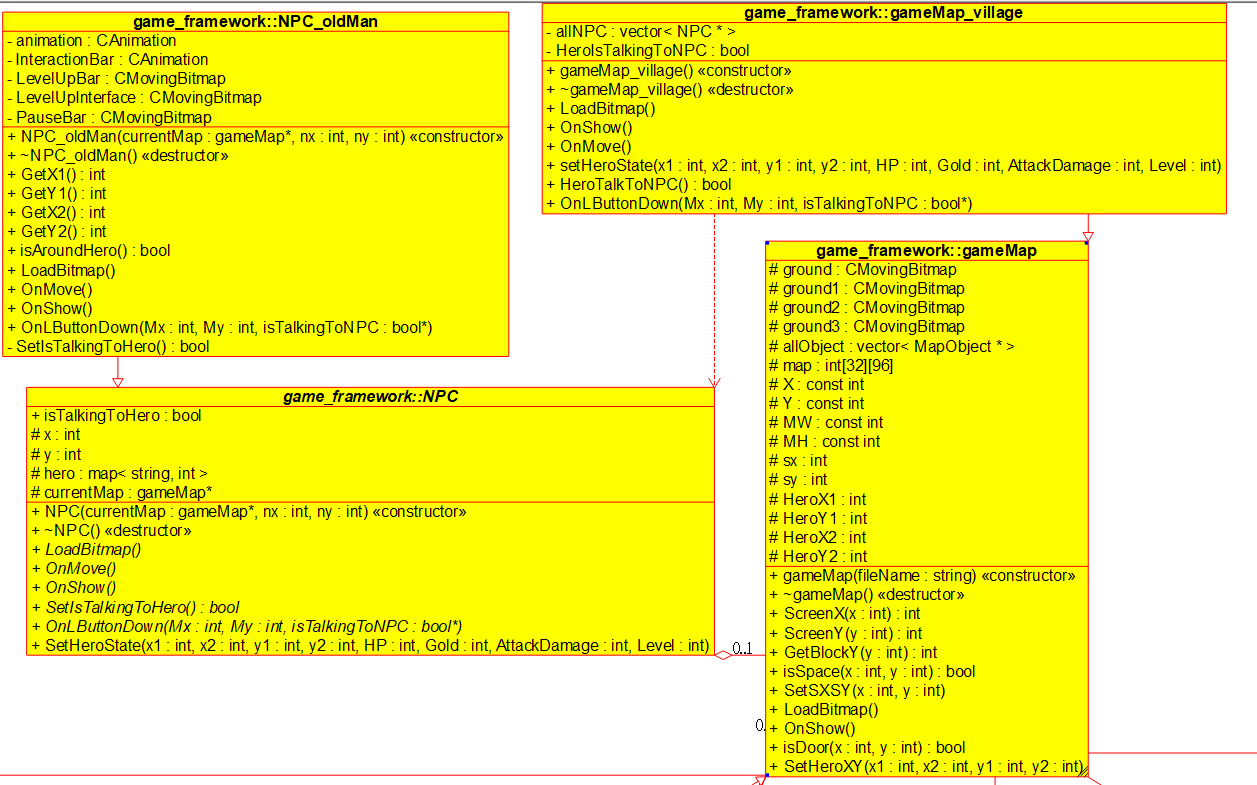 game_framework::NPC_oldMan
- animation : CAnimation
- InteractionBar : CAnimation
- LevelUpBar : CMovingBitmap
- LevelUpInterface : CMovingBitmap
- PauseBar : CMovingBitmap
+ NPC_oldMan(currentMap : gameMap*, nx : int, ny : int) «constructor»
+ ~NPC_oldMan() «destructor»
+ GetX1() : int
+ GetY1() : int
+ GetX2() : int
+ GetY2() : int
+ isAroundHero() : bool
+ LoadBitmap()
+ OnMove()
+ OnShow()
+ OnLButtonDown(Mx : int, My : int, isTalkingToNPC : bool*)
- SetIsTalkingToHero() : bool
game_framework::gameMap_village
- allNPC : vector< NPC * >
- HeroIsTalkingToNPC : bool
+ gameMap_village() «constructor»
+ ~gameMap_village() «destructor»
+ LoadBitmap()
+ OnShow()
+ OnMove()
+ setHeroState(x1 : int, x2 : int, y1 : int, y2 : int, HP : int, Gold : int, AttackDamage : int, Level : int)
+ HeroTalkToNPC() : bool
+ OnLButtonDown(Mx : int, My : int, isTalkingToNPC : bool*)
game_framework::NPC
+ isTalkingToHero : bool
# x : int
# y : int
# hero : map< string, int >
# currentMap : gameMap*
+ NPC(currentMap : gameMap*, nx : int, ny : int) «constructor»
+ ~NPC() «destructor»
+ LoadBitmap()
+ OnMove()
+ OnShow()
+ SetIsTalkingToHero() : bool
+ OnLButtonDown(Mx : int, My : int, isTalkingToNPC : bool*)
+ SetHeroState(x1 : int, x2 : int, y1 : int, y2 : int, HP : int, Gold : int, AttackDamage : int, Level : int)
0..1
0.
game_framework::gameMap
# ground : CMovingBitmap
# ground1 : CMovingBitmap
# ground2 : CMovingBitmap
# ground3 : CMovingBitmap
# allObject : vector< MapObject * >
# map : int[32][96]
# X : const int
# Y : const int
# MW : const int
# MH : const int
# sx : int
# sy : int
# HeroX1 : int
# HeroY1 : int
# HeroX2 : int
# HeroY2 : int
+ gameMap(fileName : string) «constructor»
+ ~gameMap() «destructor»
+ ScreenX(x : int) : int
+ ScreenY(y : int) : int
+ GetBlockY(y : int) : int
+ isSpace(x : int, y : int) : bool
+ SetSXSY(x : int, y : int)
+ LoadBitmap()
+ OnShow()
+ isDoor(x : int, y : int) : bool
+ SetHeroXY(x1 : int, x2 : int, y1 : int, y2 : int)